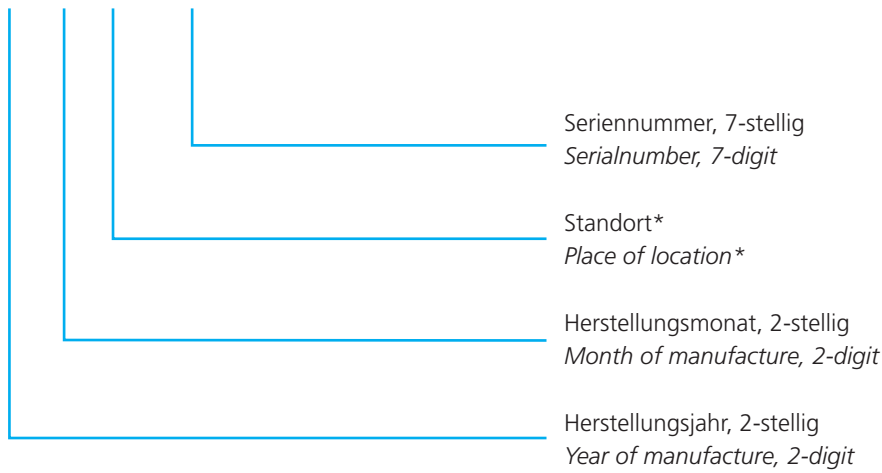 Seriennummer, 7-stellig
Serialnumber, 7-digit
Standort*
Place of location*
Herstellungsmonat, 2-stellig
Month of manufacture, 2-digit
Herstellungsjahr, 2-stellig
Year of manufacture, 2-digit